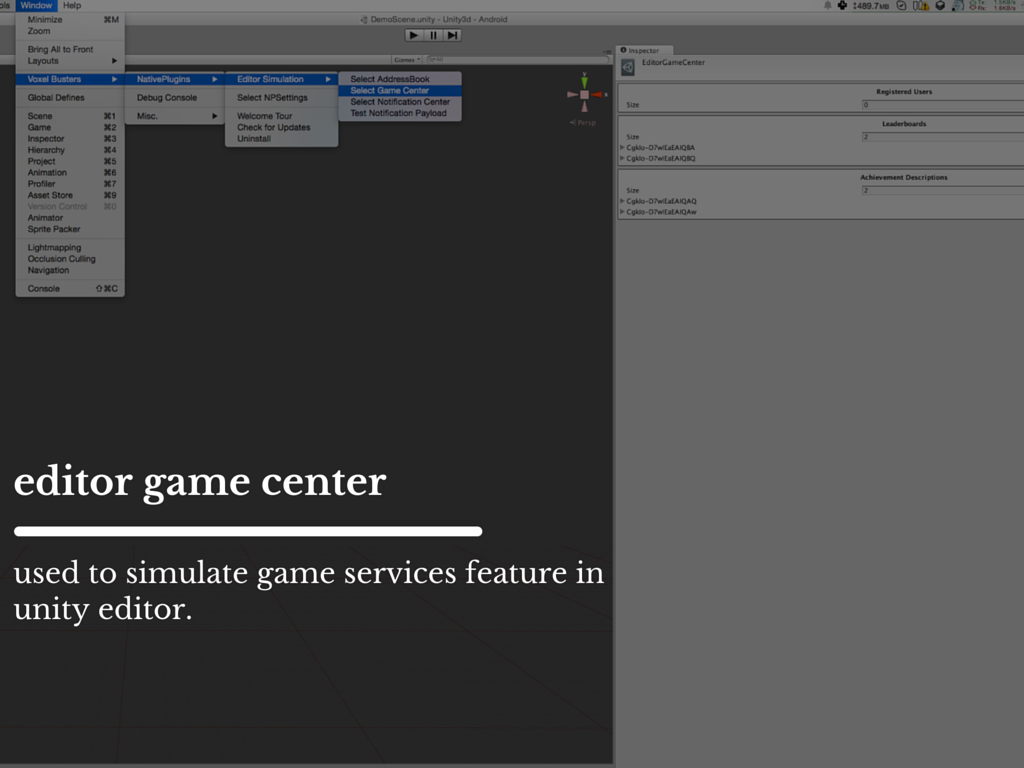 ols Window Help
489.7MB
DemoScene.unity - Unity3d - Android
Minimize ⌘M
Zoom
Bring All to Front
Layouts
Voxel Busters
Global Defines
Scene ⌘1
Game ⌘2
Inspector ⌘3
Hierarchy ⌘4
Project ⌘5
Animation ⌘6
Profiler ⌘7
Asset Store ⌘9
Version Control ⌘0
Animator
Sprite Packer
Lightmapping
Occlusion Culling
Navigation
Console ⇧⌘C
NativePlugins
Debug Console
Misc.
Editor Simulation
Select NPSettings
Welcome Tour
Check for Updates
Uninstall
Select AddressBook
Select Game Center
Select Notification Center
Test Notification Payload
Gizmos
All
y
x
Persp
Inspector
EditorGameCenter
Registered Users
Size 0
Leaderboards
Size 2
CgkIo-O7wIEaEAIQBA
CgkIo-O7wIEaEAIQBQ
Achievement Descriptions
Size 2
CgkIo-O7wIEaEAIQAQ
CgkIo-O7wIEaEAIQAw
editor game center
used to simulate game services feature in
unity editor.